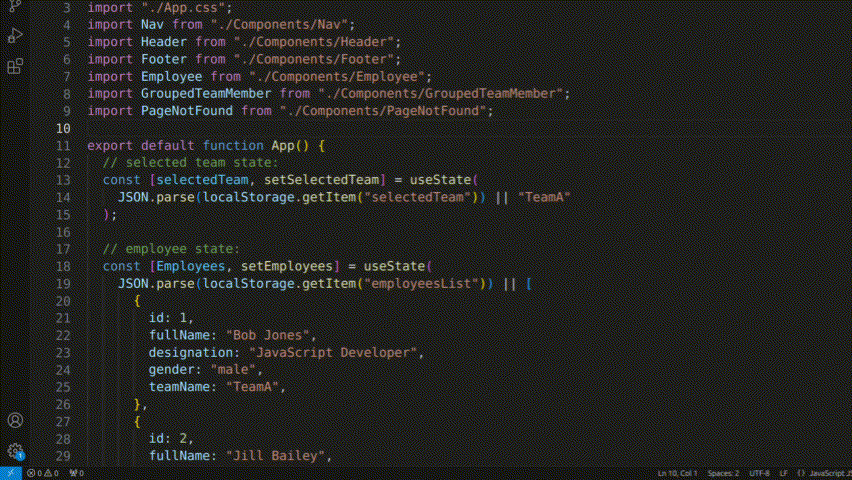 3 import "./App.css";
4 import Nav from "./Components/Nav";
5 import Header from "./Components/Header";
6 import Footer from "./Components/Footer";
7 import Employee from "./Components/Employee";
8 import GroupedTeamMember from "./Components/GroupedTeamMember";
9 import PageNotFound from "./Components/PageNotFound";
10
11 export default function App() {
12 // selected team state:
13 const [selectedTeam, setSelectedTeam] = useState(
14 JSON.parse(localStorage.getItem("selectedTeam")) || "TeamA"
15 );
16
17 // employee state:
18 const [Employees, setEmployees] = useState(
19 JSON.parse(localStorage.getItem("employeesList")) || [
20 {
21 id: 1,
22 fullName: "Bob Jones",
23 designation: "JavaScript Developer",
24 gender: "male",
25 teamName: "TeamA",
26 },
27 {
28 id: 2,
29 fullName: "Jill Bailey",
1
0 0 0 Ln 10, Col 1 Spaces: 2 UTF-8 LF {} JavaScript JS